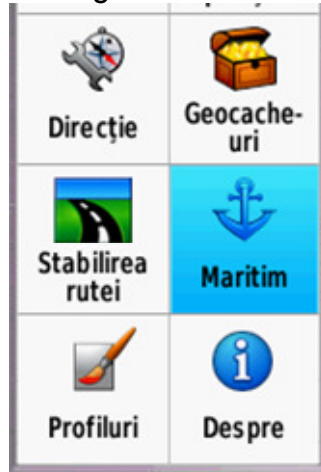 Direcție
Geocache-
uri
Stabilirea
rutei
Maritim
Profiluri
Despre